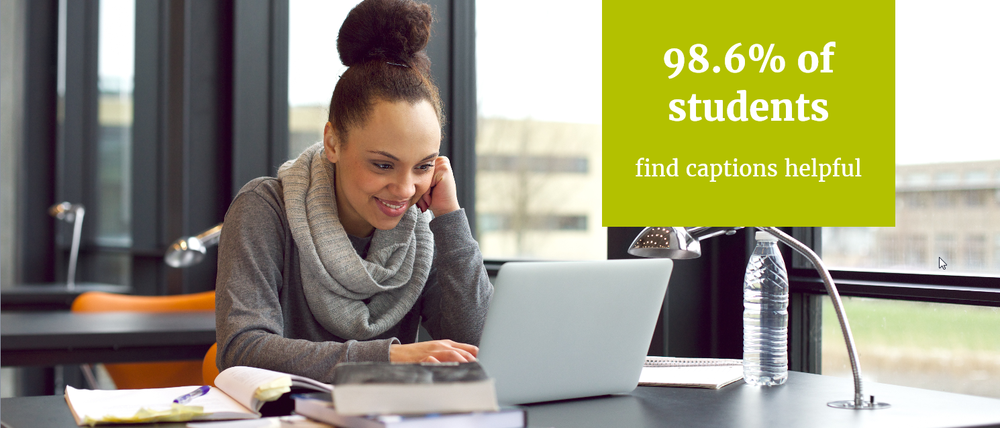 98.6% of
students
find captions helpful